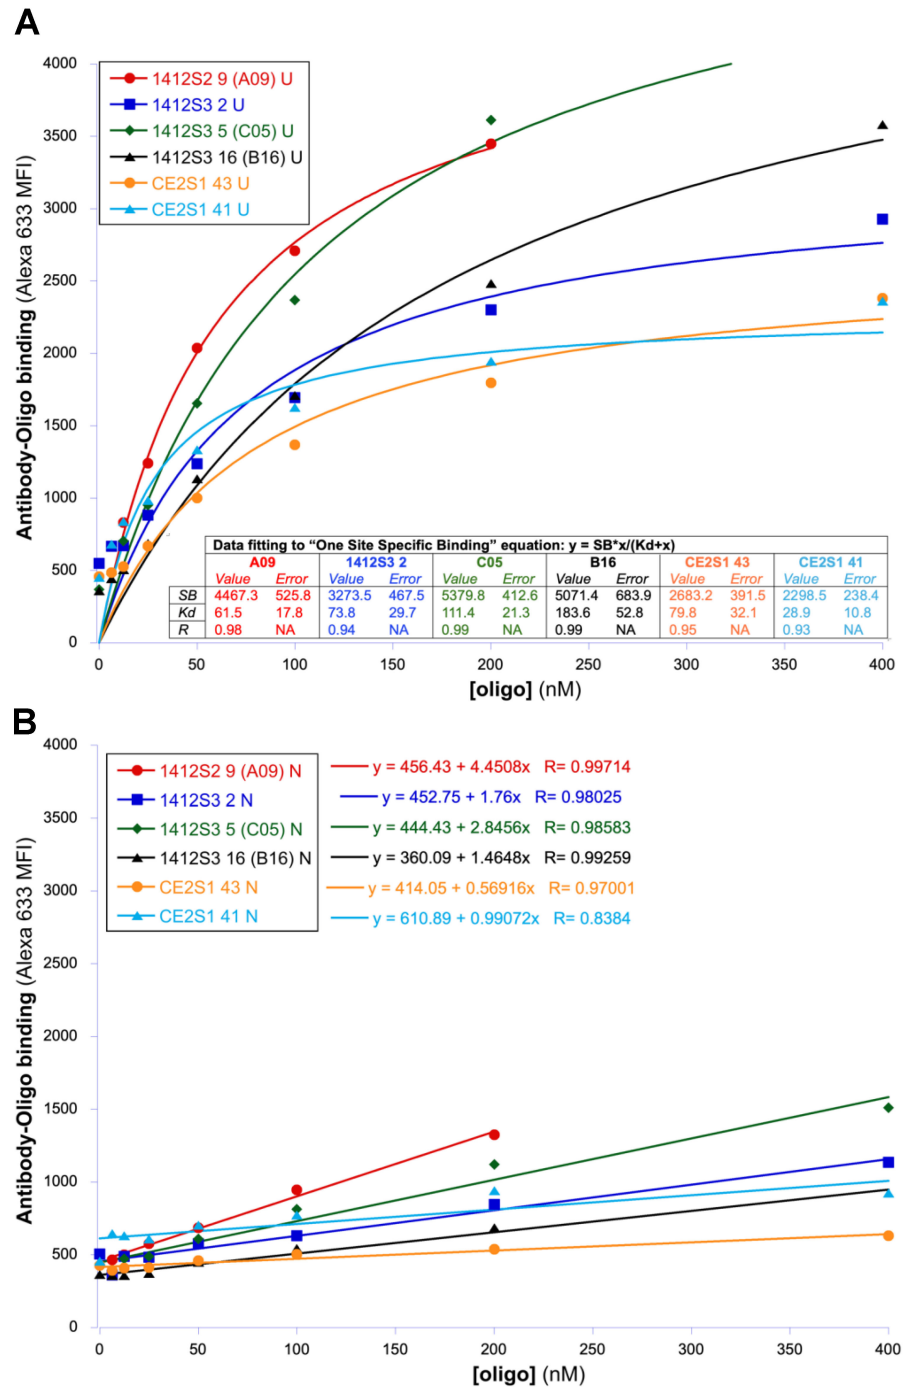 A
4000
3500
3000
2500
2000
1500
1000
500
0
Antibody-Oligo binding (Alexa 633 MFI)
1412S2 9 (A09) U
1412S3 2 U
1412S3 5 (C05) U
1412S3 16 (B16) U
CE2S1 43 U
CE2S1 41 U
Data fitting to “One Site Specific Binding” equation: y = SB*x/(Kd+x)
A09 1412S3 2 C05 B16 CE2S1 43 CE2S1 41
Value Error Value Error Value Error Value Error Value Error Value Error
SB 4467.3 525.8 3273.5 467.5 5379.8 412.6 5071.4 683.9 2683.2 391.5 2298.5 238.4
Kd 61.5 17.8 73.8 29.7 111.4 21.3 183.6 52.8 79.8 32.1 28.9 10.8
R 0.98 NA 0.94 NA 0.99 NA 0.99 NA 0.95 NA 0.93 NA
0 50 100 150 200 250 300 350 400
[oligo] (nM)
B
4000
3500
3000
2500
2000
1500
1000
500
0
Antibody-Oligo binding (Alexa 633 MFI)
1412S2 9 (A09) N
1412S3 2 N
1412S3 5 (C05) N
1412S3 16 (B16) N
CE2S1 43 N
CE2S1 41 N
y = 456.43 + 4.4508x R= 0.99714
y = 452.75 + 1.76x R= 0.98025
y = 444.43 + 2.8456x R= 0.98583
y = 360.09 + 1.4648x R= 0.99259
y = 414.05 + 0.56916x R= 0.97001
y = 610.89 + 0.99072x R= 0.8384
0 50 100 150 200 250 300 350 400
[oligo] (nM)